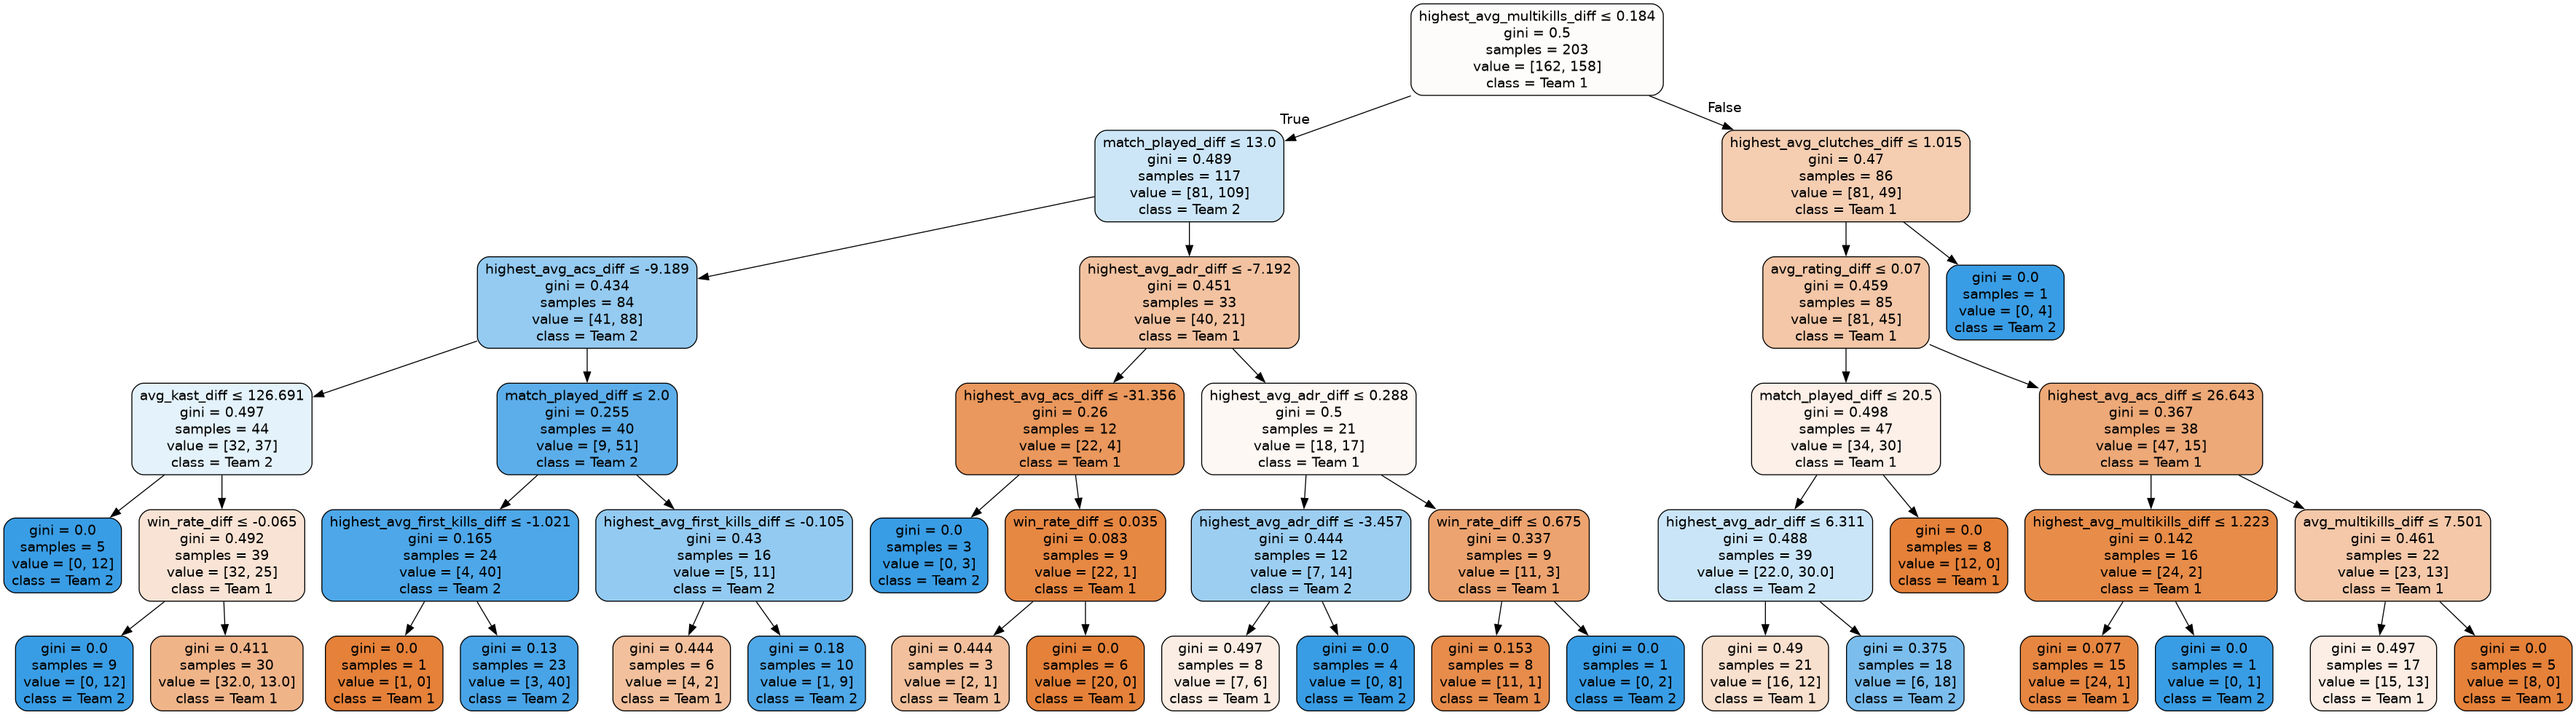 highest_avg_multikills_diff ≤ 0.184
gini = 0.5
samples = 203
value = [162, 158]
class = Team 1
True
False
match_played_diff ≤ 13.0
gini = 0.489
samples = 117
value = [81, 109]
class = Team 2
highest_avg_clutches_diff ≤ 1.015
gini = 0.47
samples = 86
value = [81, 49]
class = Team 1
highest_avg_acs_diff ≤ -9.189
gini = 0.434
samples = 84
value = [41, 88]
class = Team 2
highest_avg_adr_diff ≤ -7.192
gini = 0.451
samples = 33
value = [40, 21]
class = Team 1
avg_rating_diff ≤ 0.07
gini = 0.459
samples = 85
value = [81, 45]
class = Team 1
gini = 0.0
samples = 1
value = [0, 4]
class = Team 2
avg_kast_diff ≤ 126.691
gini = 0.497
samples = 44
value = [32, 37]
class = Team 2
match_played_diff ≤ 2.0
gini = 0.255
samples = 40
value = [9, 51]
class = Team 2
highest_avg_acs_diff ≤ -31.356
gini = 0.26
samples = 12
value = [22, 4]
class = Team 1
highest_avg_adr_diff ≤ 0.288
gini = 0.5
samples = 21
value = [18, 17]
class = Team 1
match_played_diff ≤ 20.5
gini = 0.498
samples = 47
value = [34, 30]
class = Team 1
highest_avg_acs_diff ≤ 26.643
gini = 0.367
samples = 38
value = [47, 15]
class = Team 1
gini = 0.0
samples = 5
value = [0, 12]
class = Team 2
win_rate_diff ≤ -0.065
gini = 0.492
samples = 39
value = [32, 25]
class = Team 1
highest_avg_first_kills_diff ≤ -1.021
gini = 0.165
samples = 24
value = [4, 40]
class = Team 2
highest_avg_first_kills_diff ≤ -0.105
gini = 0.43
samples = 16
value = [5, 11]
class = Team 2
gini = 0.0
samples = 3
value = [0, 3]
class = Team 2
win_rate_diff ≤ 0.035
gini = 0.083
samples = 9
value = [22, 1]
class = Team 1
highest_avg_adr_diff ≤ -3.457
gini = 0.444
samples = 12
value = [7, 14]
class = Team 2
win_rate_diff ≤ 0.675
gini = 0.337
samples = 9
value = [11, 3]
class = Team 1
highest_avg_adr_diff ≤ 6.311
gini = 0.488
samples = 39
value = [22.0, 30.0]
class = Team 2
gini = 0.0
samples = 8
value = [12, 0]
class = Team 1
highest_avg_multikills_diff ≤ 1.223
gini = 0.142
samples = 16
value = [24, 2]
class = Team 1
avg_multikills_diff ≤ 7.501
gini = 0.461
samples = 22
value = [23, 13]
class = Team 1
gini = 0.0
samples = 9
value = [0, 12]
class = Team 2
gini = 0.411
samples = 30
value = [32.0, 13.0]
class = Team 1
gini = 0.0
samples = 1
value = [1, 0]
class = Team 1
gini = 0.13
samples = 23
value = [3, 40]
class = Team 2
gini = 0.444
samples = 6
value = [4, 2]
class = Team 1
gini = 0.18
samples = 10
value = [1, 9]
class = Team 2
gini = 0.444
samples = 3
value = [2, 1]
class = Team 1
gini = 0.0
samples = 6
value = [20, 0]
class = Team 1
gini = 0.497
samples = 8
value = [7, 6]
class = Team 1
gini = 0.0
samples = 4
value = [0, 8]
class = Team 2
gini = 0.153
samples = 8
value = [11, 1]
class = Team 1
gini = 0.0
samples = 1
value = [0, 2]
class = Team 2
gini = 0.49
samples = 21
value = [16, 12]
class = Team 1
gini = 0.375
samples = 18
value = [6, 18]
class = Team 2
gini = 0.077
samples = 15
value = [24, 1]
class = Team 1
gini = 0.0
samples = 1
value = [0, 1]
class = Team 2
gini = 0.497
samples = 17
value = [15, 13]
class = Team 1
gini = 0.0
samples = 5
value = [8, 0]
class = Team 1